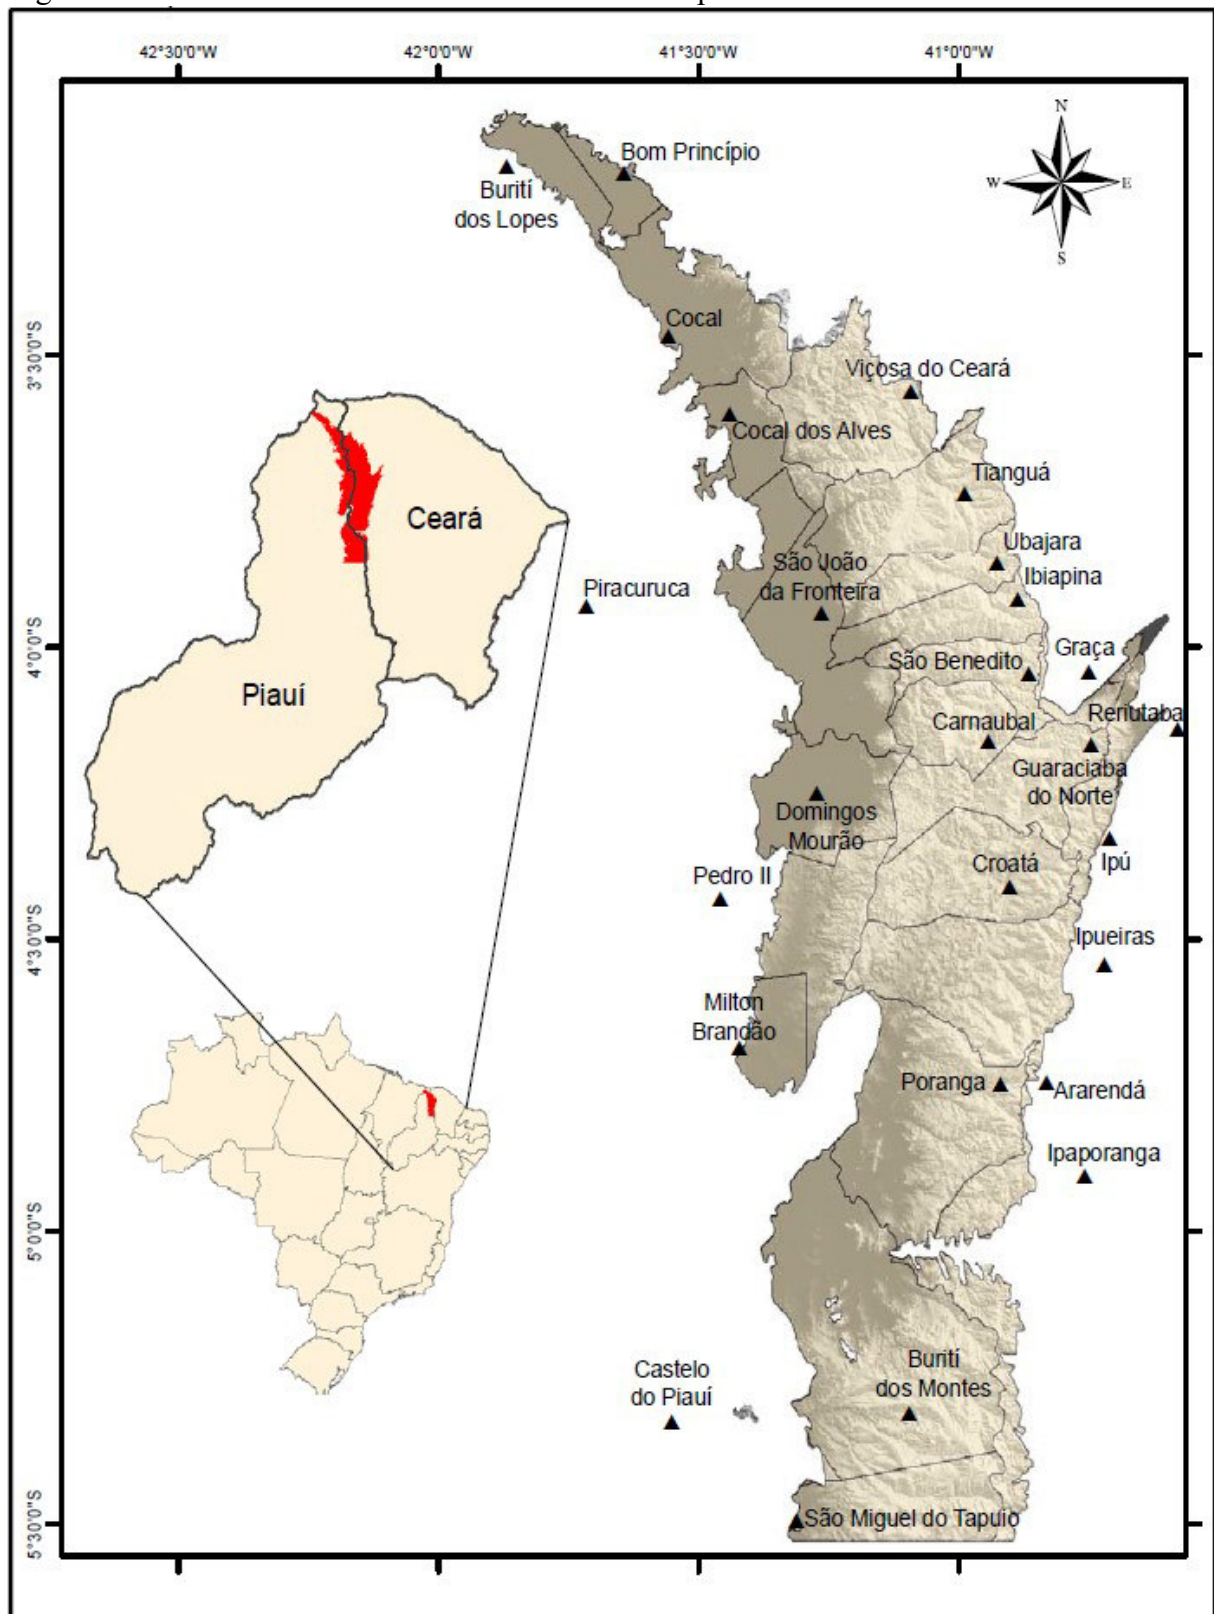 42°30'0"W
42°0'0"W
41°30'0"W
41°0'0"W
N
W
E
S
Bom Princípio
Burití
dos Lopes
Cocal
3°30'0"S
Viçosa do Ceará
Cocal dos Alves
Tianguá
Ceará
Ubajara
São João
da Fronteira
Ibiapina
Piracuruca
4°0'0"S
Graça
São Benedito
Piauí
Carnaubal
Reriutaba
Guaraciaba
do Norte
Domingos
Mourão
Croatá
Ipú
Pedro II
4°30'0"S
Ipueiras
Milton
Brandão
Poranga
Ararendá
Ipaporanga
5°0'0"S
Burití
dos Montes
Castelo
do Piauí
5°30'0"S
São Miguel do Tapuio